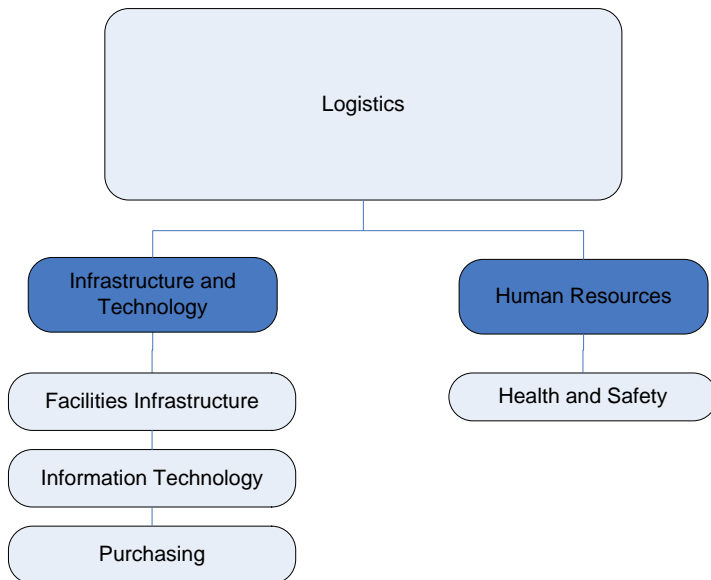 Logistics
Infrastructure and
Technology
Human Resources
Facilities Infrastructure
Health and Safety
Information Technology
Purchasing